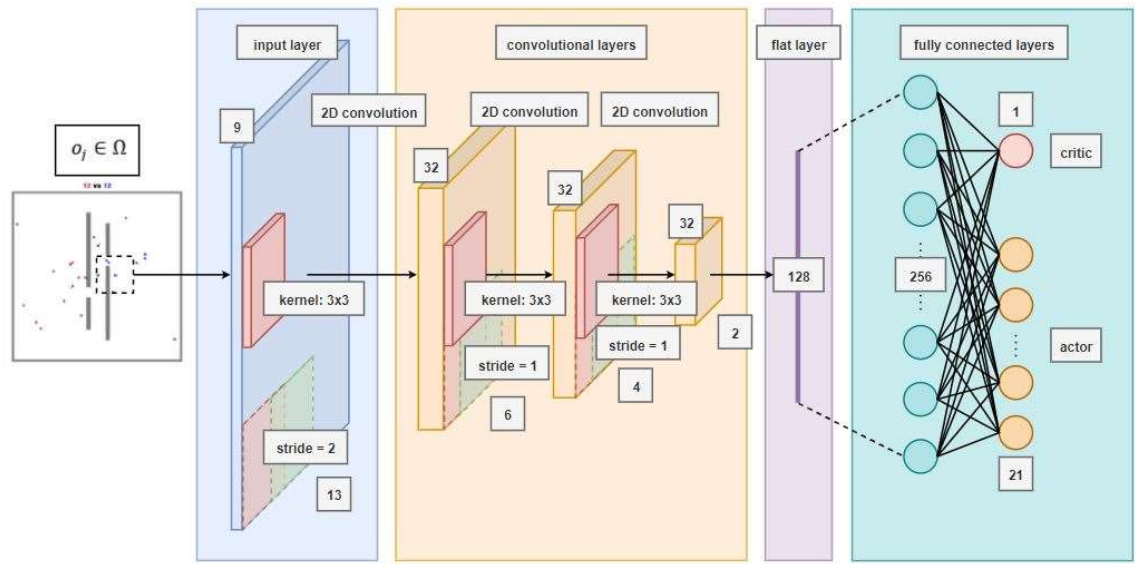 input layer
convolutional layers
flat layer
fully connected layers
2D convolution
2D convolution
2D convolution
9
32
32
32
1
critic
o_j ∈ Ω
12 vs 12
kernel: 3x3
kernel: 3x3
kernel: 3x3
128
256
stride = 1
stride = 1
2
actor
4
6
stride = 2
13
21